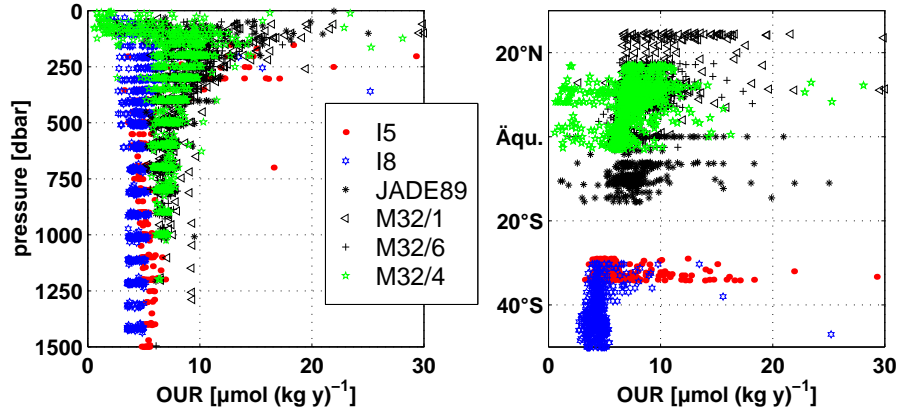 0
250
500
750
1000
1250
1500
pressure [dbar]
0
10
20
30
OUR [µmol (kg y)⁻¹]
I5
I8
JADE89
M32/1
M32/6
M32/4
20°N
Äqu.
20°S
40°S
0
10
20
30
OUR [µmol (kg y)⁻¹]